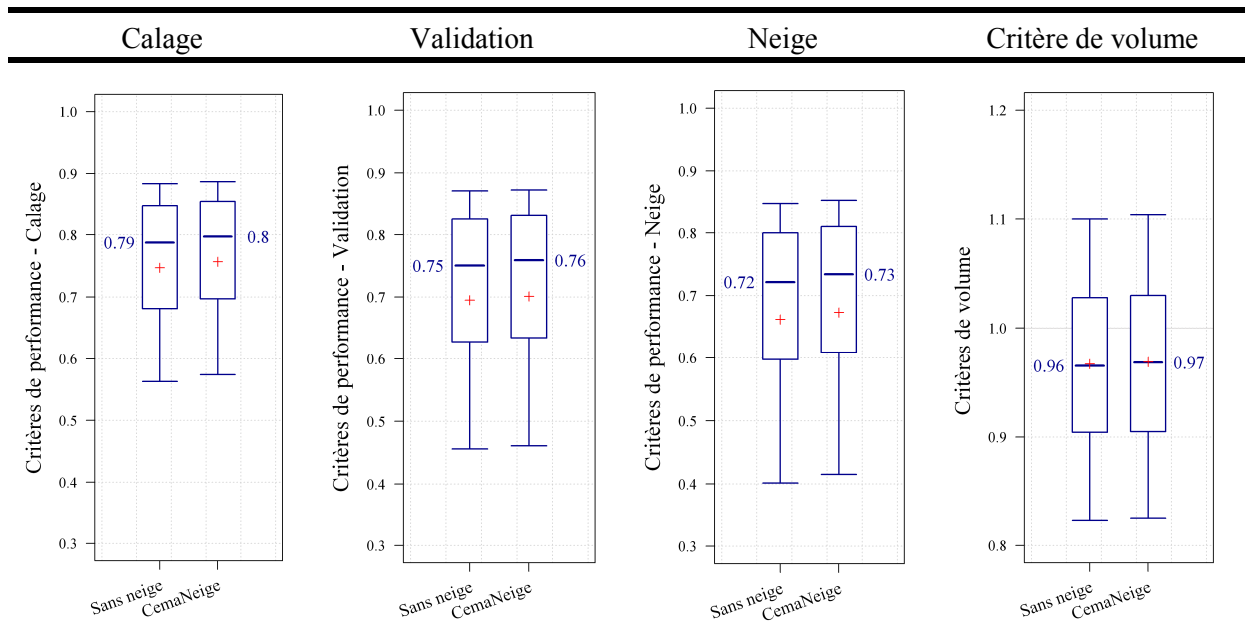 Calage
Validation
Neige
Critère de volume
Critères de performance - Calage
1.0
0.9
0.8
0.7
0.6
0.5
0.4
0.3
0.79
0.8
Sans neige
CemaNeige
Critères de performance - Validation
1.0
0.9
0.8
0.7
0.6
0.5
0.4
0.3
0.75
0.76
Sans neige
CemaNeige
Critères de performance - Neige
1.0
0.9
0.8
0.7
0.6
0.5
0.4
0.3
0.72
0.73
Sans neige
CemaNeige
Critères de volume
1.2
1.1
1.0
0.9
0.8
0.96
0.97
Sans neige
CemaNeige